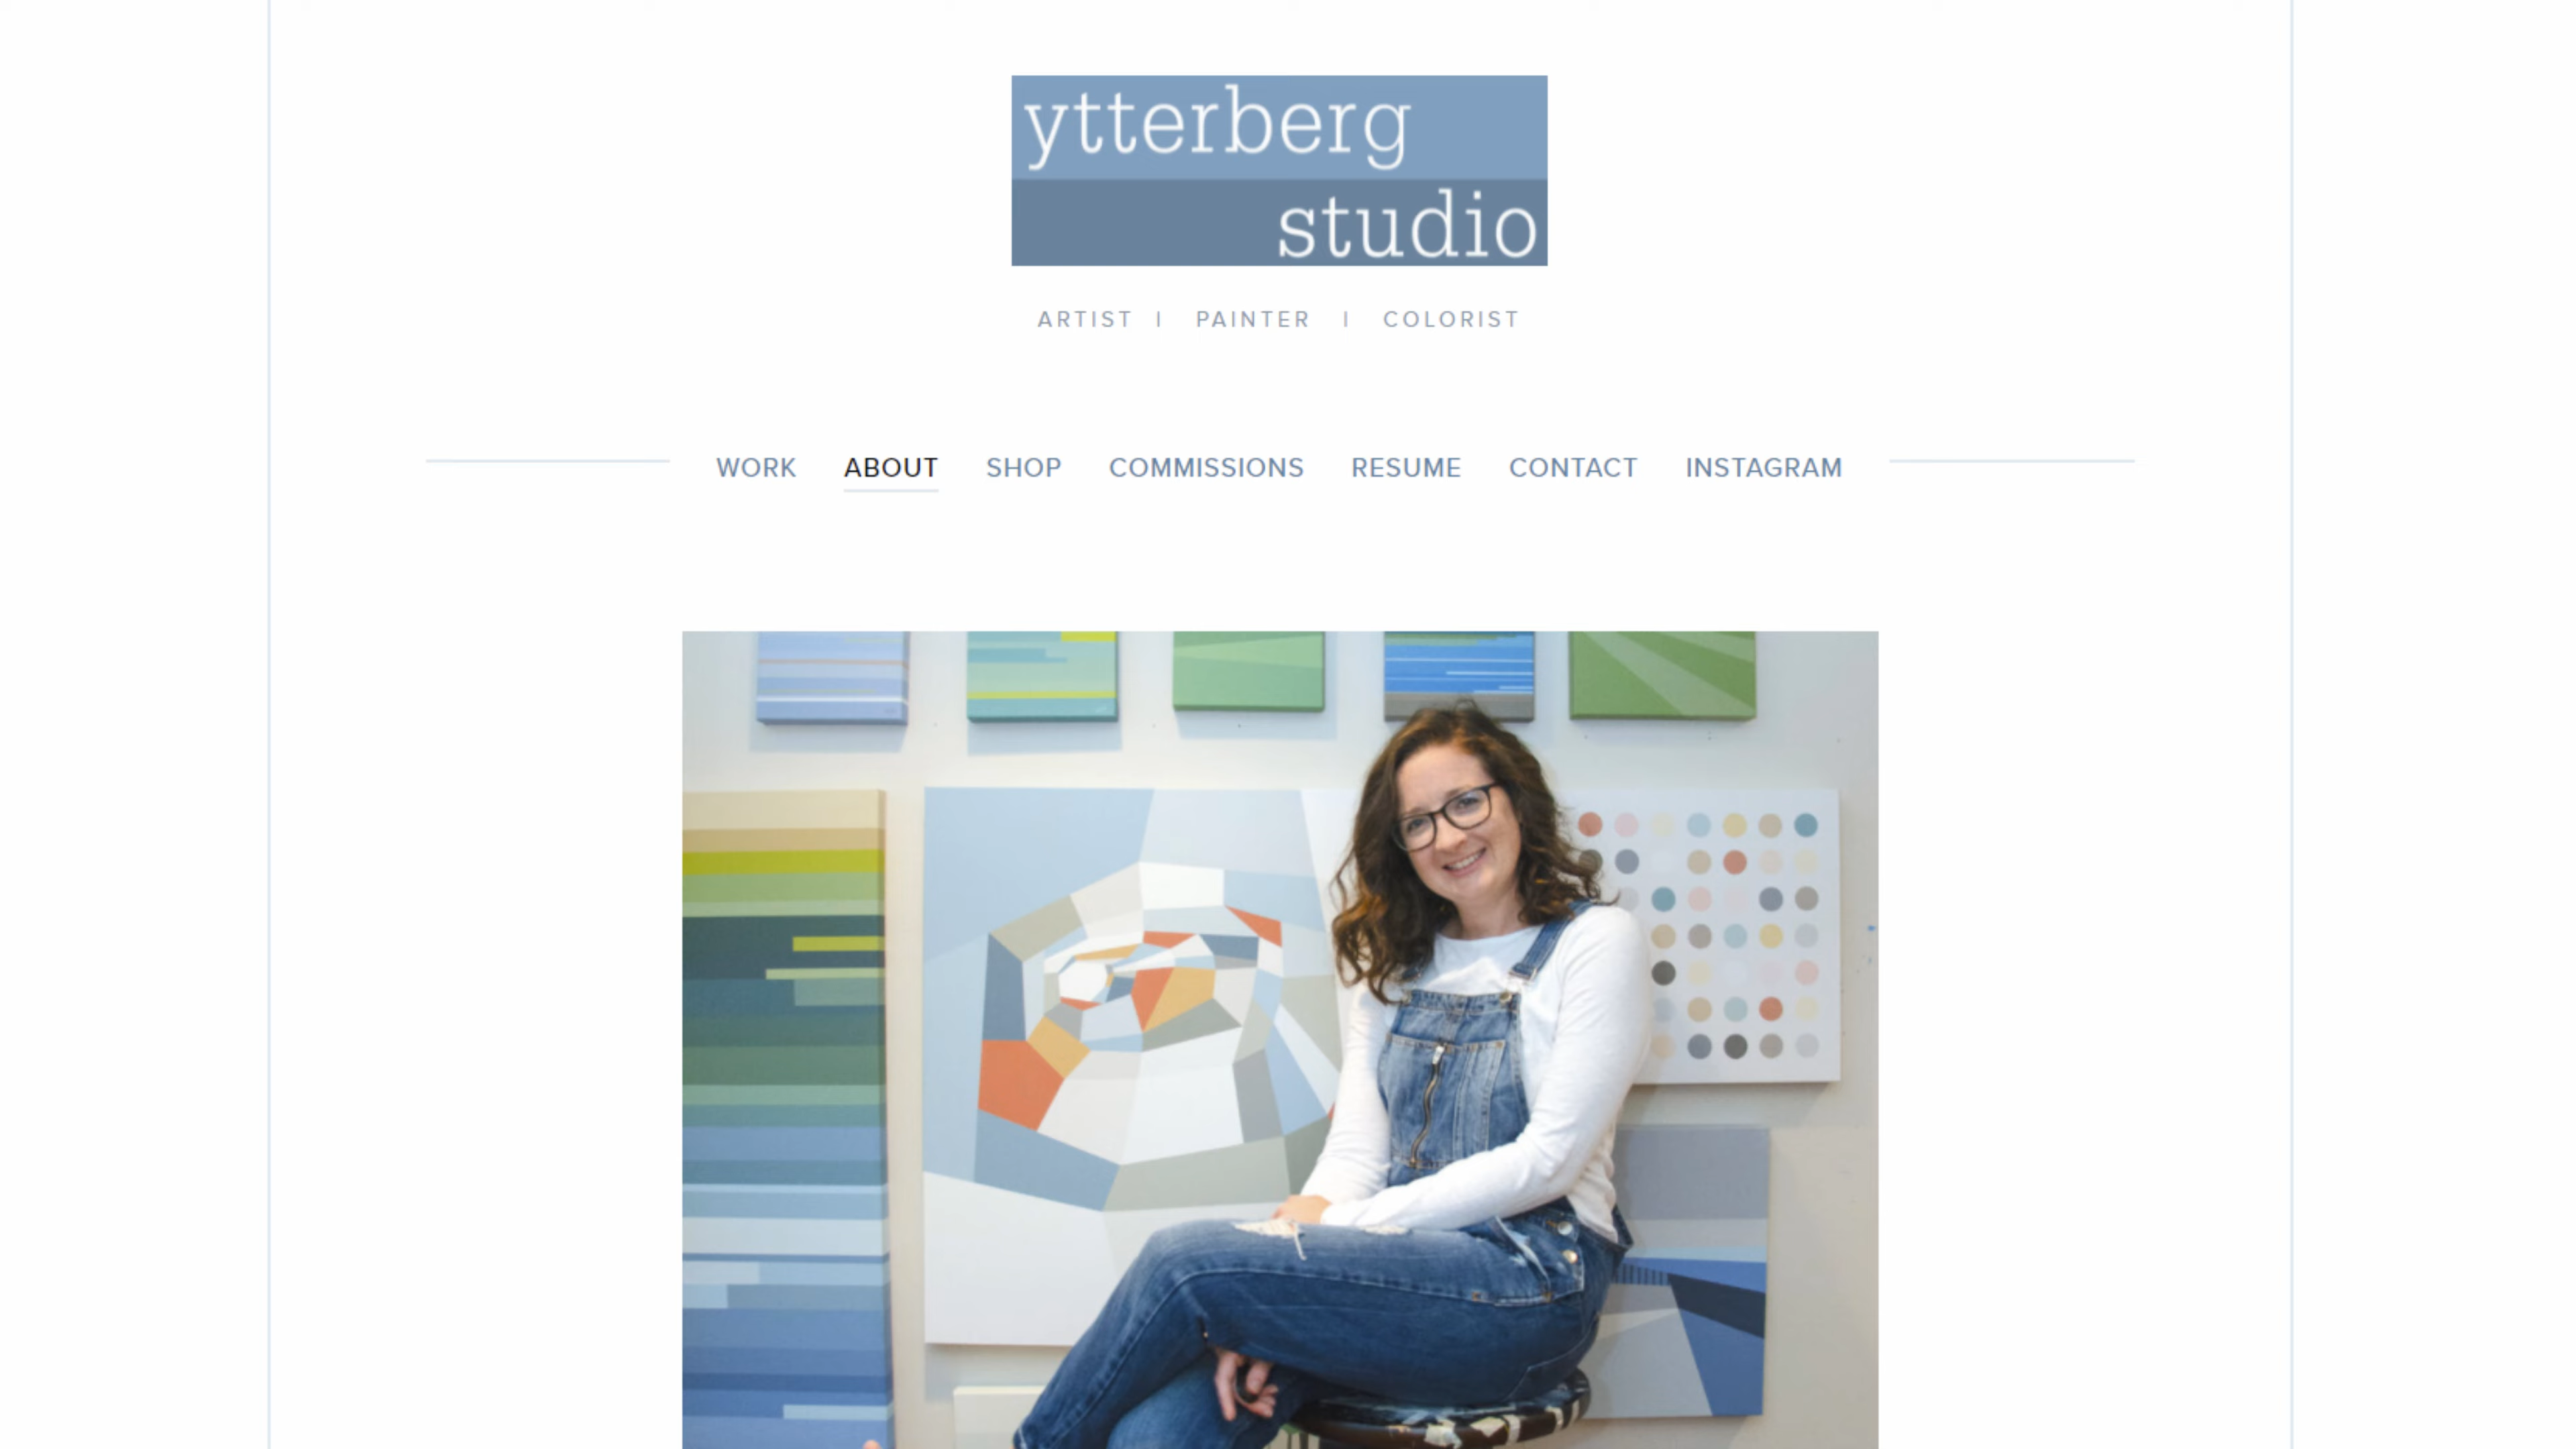 ytterberg
studio
ARTIST | PAINTER | COLORIST
WORK ABOUT SHOP COMMISSIONS RESUME CONTACT INSTAGRAM